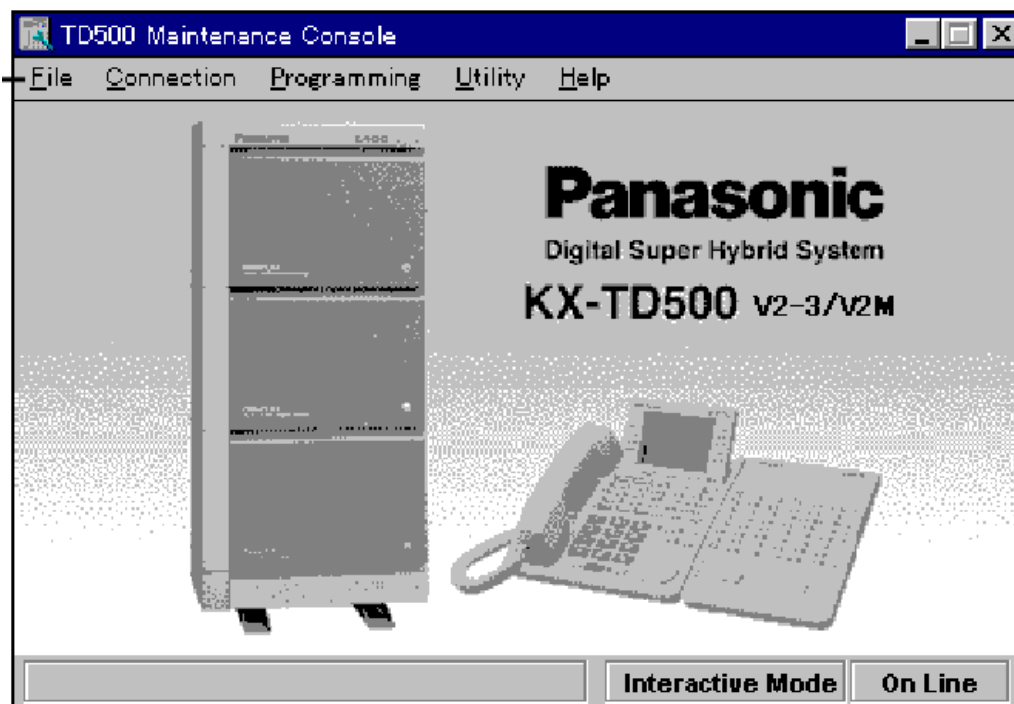 TD500 Maintenance Console
File Connection Programming Utility Help
Panasonic
Panasonic
Digital Super Hybrid System
KX-TD500 V2-3/V2M
Interactive Mode On Line